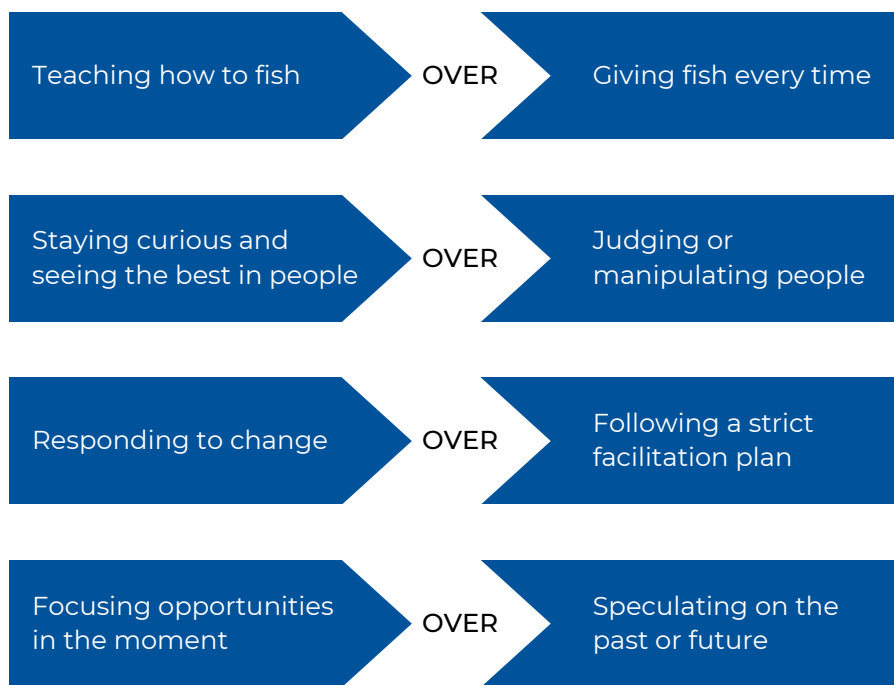 Teaching how to fish
OVER
Giving fish every time
Staying curious and
seeing the best in people
OVER
Judging or
manipulating people
Responding to change
OVER
Following a strict
facilitation plan
Focusing opportunities
in the moment
OVER
Speculating on the
past or future